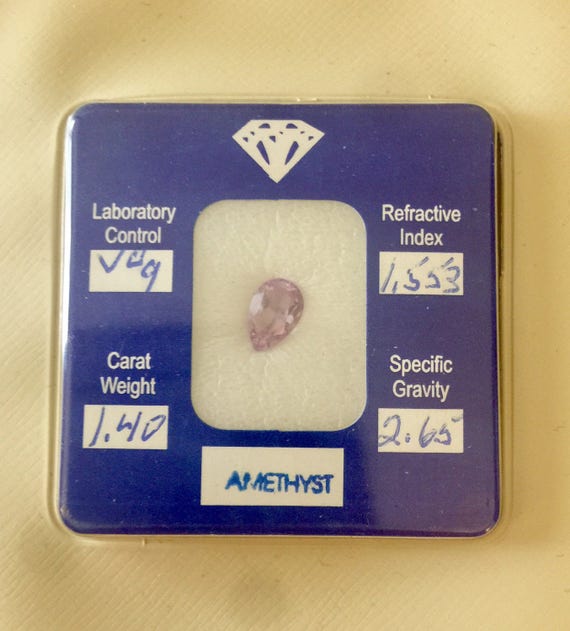 Laboratory
Control
Refractive
Index
1.553
Carat
Weight
1.40
Specific
Gravity
2.65
AMETHYST